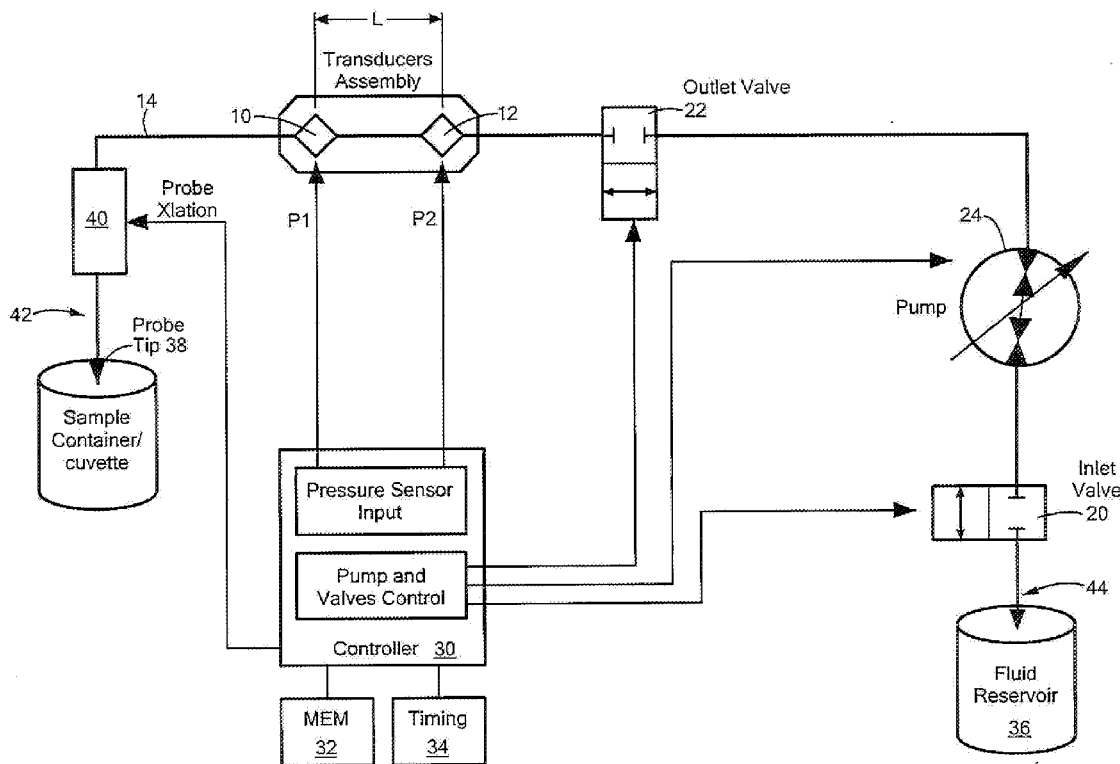 L
Transducers
Assembly
Outlet Valve
22
14
10
12
24
Probe
Xlation
40
P1
P2
Pump
42
Probe
Tip 38
Sample
Container/
cuvette
Pressure Sensor
Input
Inlet
Valve
20
Pump and
Valves Control
44
Controller 30
Fluid
Reservoir
36
MEM
32
Timing
34